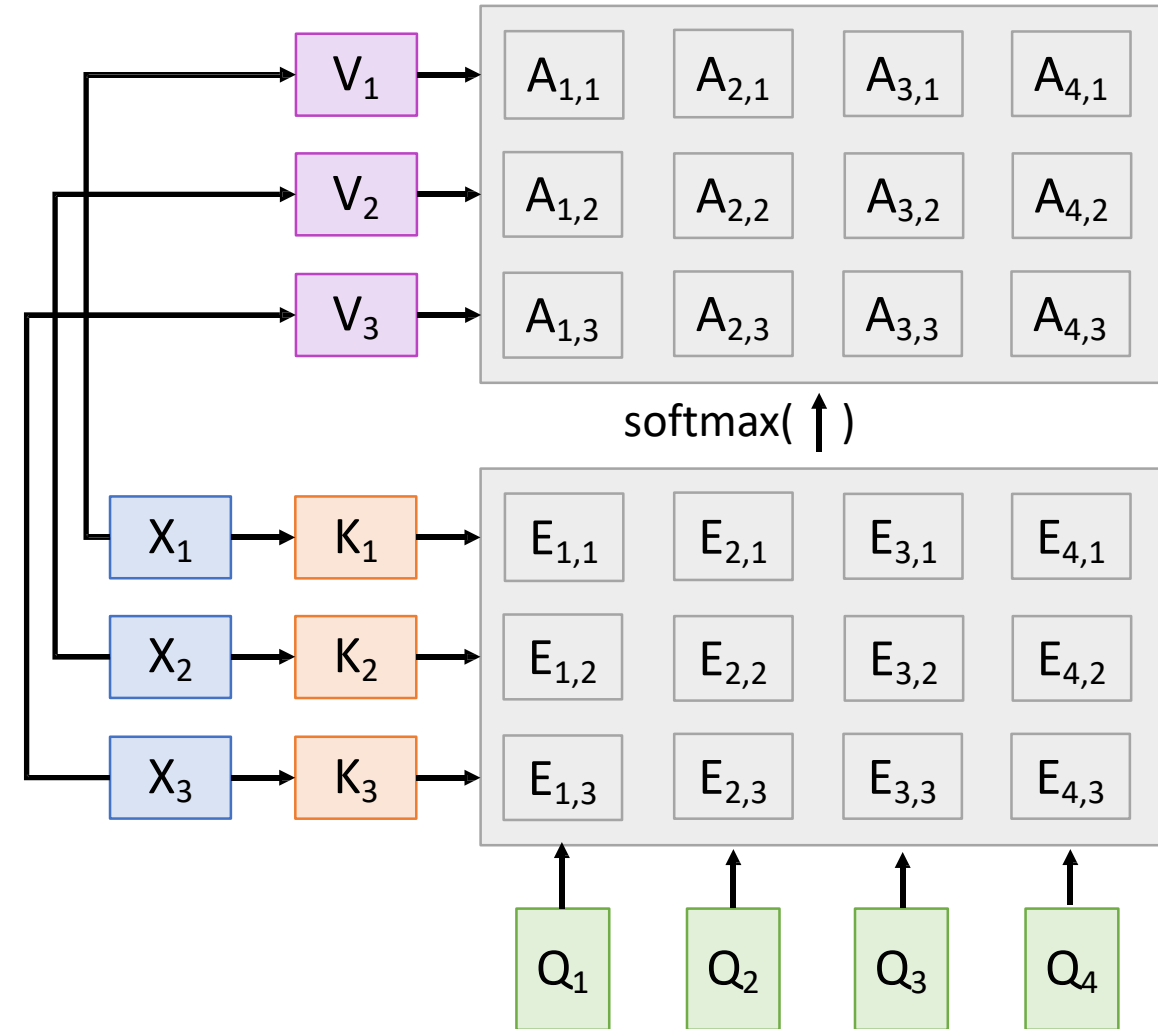 V₁ A₁,₁ A₂,₁ A₃,₁ A₄,₁
V₂ A₁,₂ A₂,₂ A₃,₂ A₄,₂
V₃ A₁,₃ A₂,₃ A₃,₃ A₄,₃
softmax( ↑ )
X₁ K₁ E₁,₁ E₂,₁ E₃,₁ E₄,₁
X₂ K₂ E₁,₂ E₂,₂ E₃,₂ E₄,₂
X₃ K₃ E₁,₃ E₂,₃ E₃,₃ E₄,₃
Q₁ Q₂ Q₃ Q₄